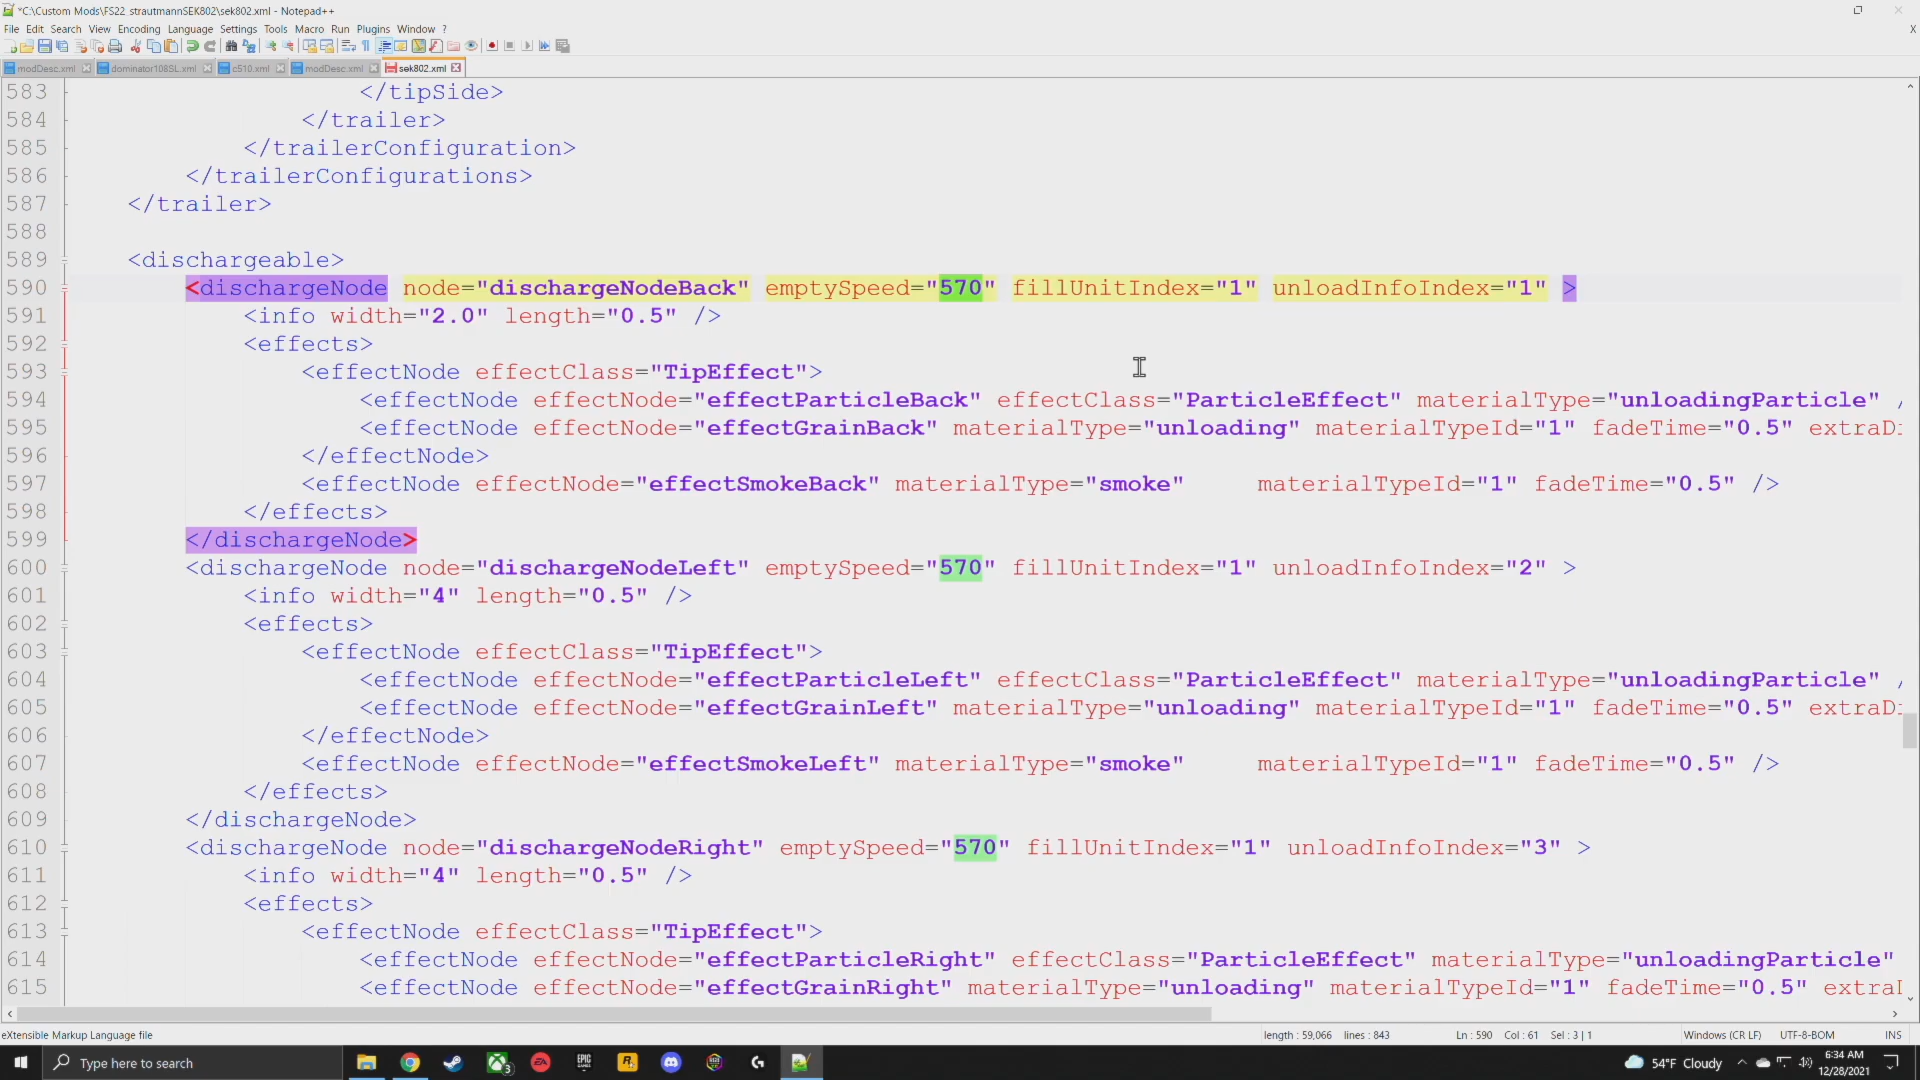 *C:\Custom Mods\FS22_strautmannSEK802\sek802.xml - Notepad++
File Edit Search View Encoding Language Settings Tools Macro Run Plugins Window ? X
modDesc.xml dominator108SL.xml c510.xml modDesc.xml sek802.xml
583 </tipSide>
584 </trailer>
585 </trailerConfiguration>
586 </trailerConfigurations>
587 </trailer>
588
589 <dischargeable>
590 <dischargeNode node="dischargeNodeBack" emptySpeed="570" fillUnitIndex="1" unloadInfoIndex="1" >
591 <info width="2.0" length="0.5" />
592 <effects>
593 <effectNode effectClass="TipEffect">
594 <effectNode effectNode="effectParticleBack" effectClass="ParticleEffect" materialType="unloadingParticle" /
595 <effectNode effectNode="effectGrainBack" materialType="unloading" materialTypeId="1" fadeTime="0.5" extraDi
596 </effectNode>
597 <effectNode effectNode="effectSmokeBack" materialType="smoke" materialTypeId="1" fadeTime="0.5" />
598 </effects>
599 </dischargeNode>
600 <dischargeNode node="dischargeNodeLeft" emptySpeed="570" fillUnitIndex="1" unloadInfoIndex="2" >
601 <info width="4" length="0.5" />
602 <effects>
603 <effectNode effectClass="TipEffect">
604 <effectNode effectNode="effectParticleLeft" effectClass="ParticleEffect" materialType="unloadingParticle" /
605 <effectNode effectNode="effectGrainLeft" materialType="unloading" materialTypeId="1" fadeTime="0.5" extraDi
606 </effectNode>
607 <effectNode effectNode="effectSmokeLeft" materialType="smoke" materialTypeId="1" fadeTime="0.5" />
608 </effects>
609 </dischargeNode>
610 <dischargeNode node="dischargeNodeRight" emptySpeed="570" fillUnitIndex="1" unloadInfoIndex="3" >
611 <info width="4" length="0.5" />
612 <effects>
613 <effectNode effectClass="TipEffect">
614 <effectNode effectNode="effectParticleRight" effectClass="ParticleEffect" materialType="unloadingParticle"
615 <effectNode effectNode="effectGrainRight" materialType="unloading" materialTypeId="1" fadeTime="0.5" extra
eXtensible Markup Language file length : 59,066 lines : 843 Ln : 590 Col : 61 Sel : 3 | 1 Windows (CR LF) UTF-8-BOM INS
Type here to search 54°F Cloudy 6:34 AM
12/28/2021